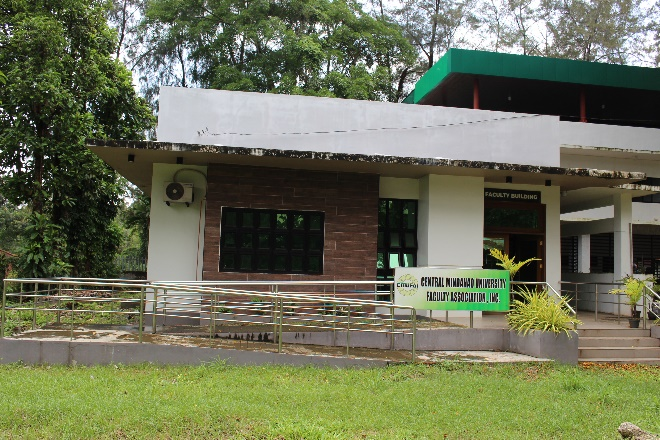 FACULTY BUILDING
CENTRAL MINDANAO UNIVERSITY
FACULTY ASSOCIATION, INC.